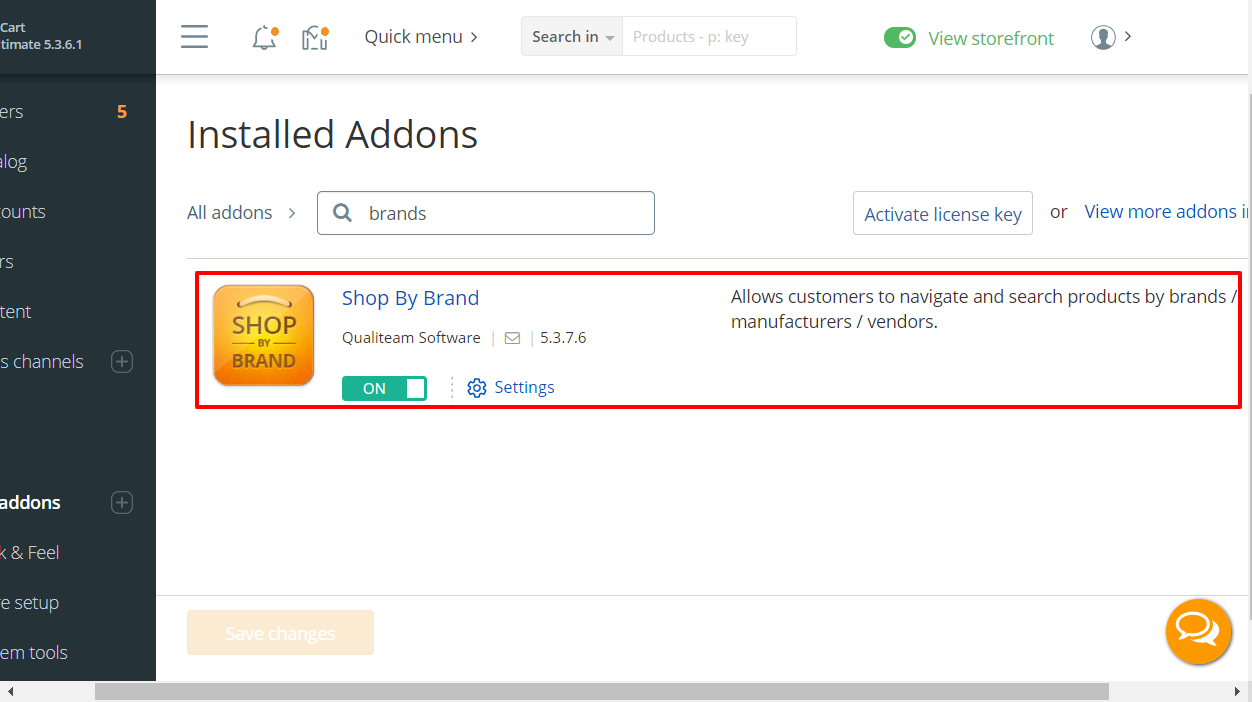 Cart
timate 5.3.6.1
Quick menu
Search in
Products - p: key
View storefront
ers
5
alog
counts
rs
tent
s channels
addons
k & Feel
re setup
em tools
Installed Addons
All addons
brands
Activate license key
or
View more addons i
SHOP
BY
BRAND
Shop By Brand
Qualiteam Software
5.3.7.6
ON
Settings
Allows customers to navigate and search products by brands /
manufacturers / vendors.
Save changes